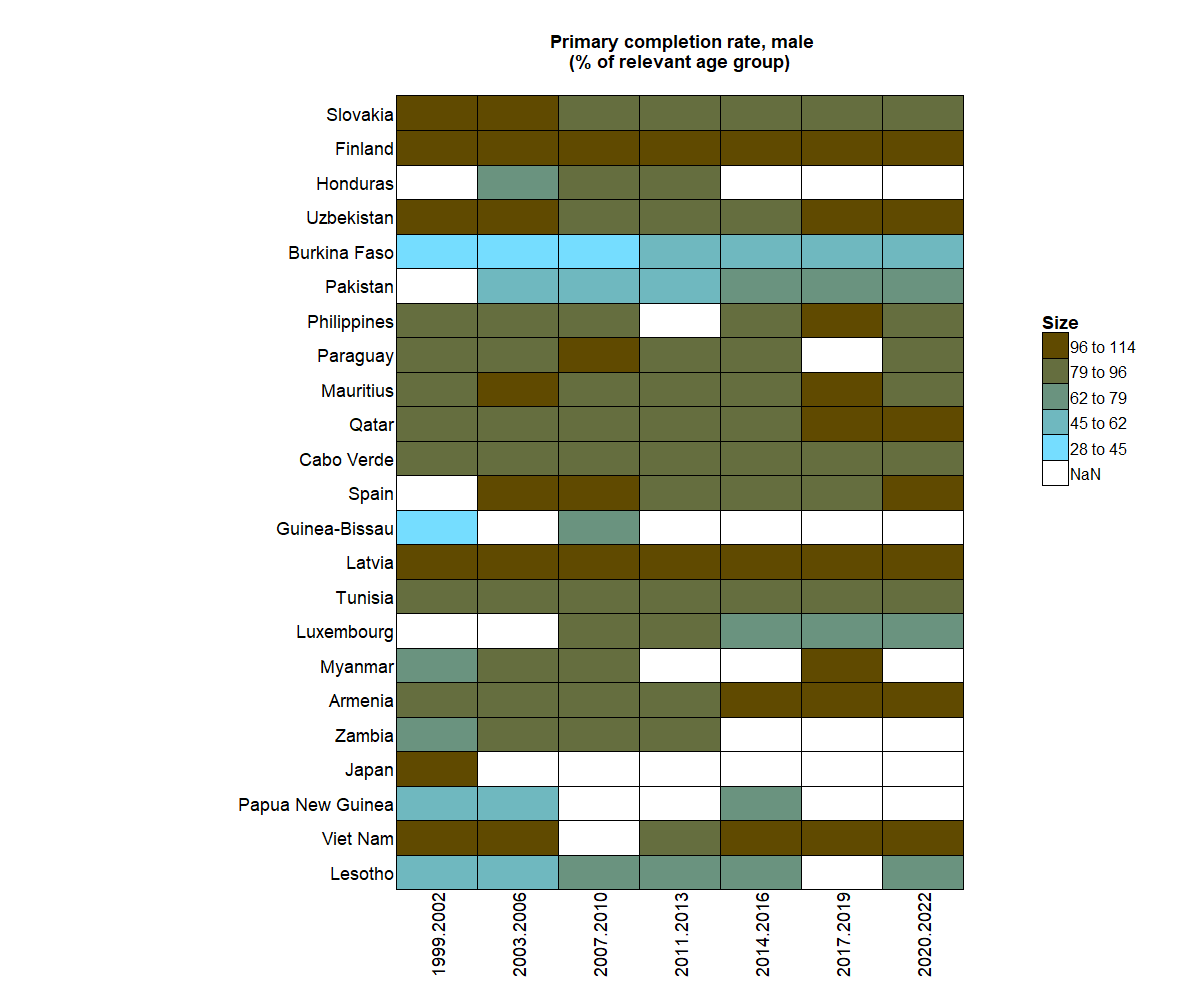 Primary completion rate, male
(% of relevant age group)
Slovakia
Finland
Honduras
Uzbekistan
Burkina Faso
Pakistan
Philippines
Paraguay
Mauritius
Qatar
Cabo Verde
Spain
Guinea-Bissau
Latvia
Tunisia
Luxembourg
Myanmar
Armenia
Zambia
Japan
Papua New Guinea
Viet Nam
Lesotho
1999.2002
2003.2006
2007.2010
2011.2013
2014.2016
2017.2019
2020.2022
Size
96 to 114
79 to 96
62 to 79
45 to 62
28 to 45
NaN